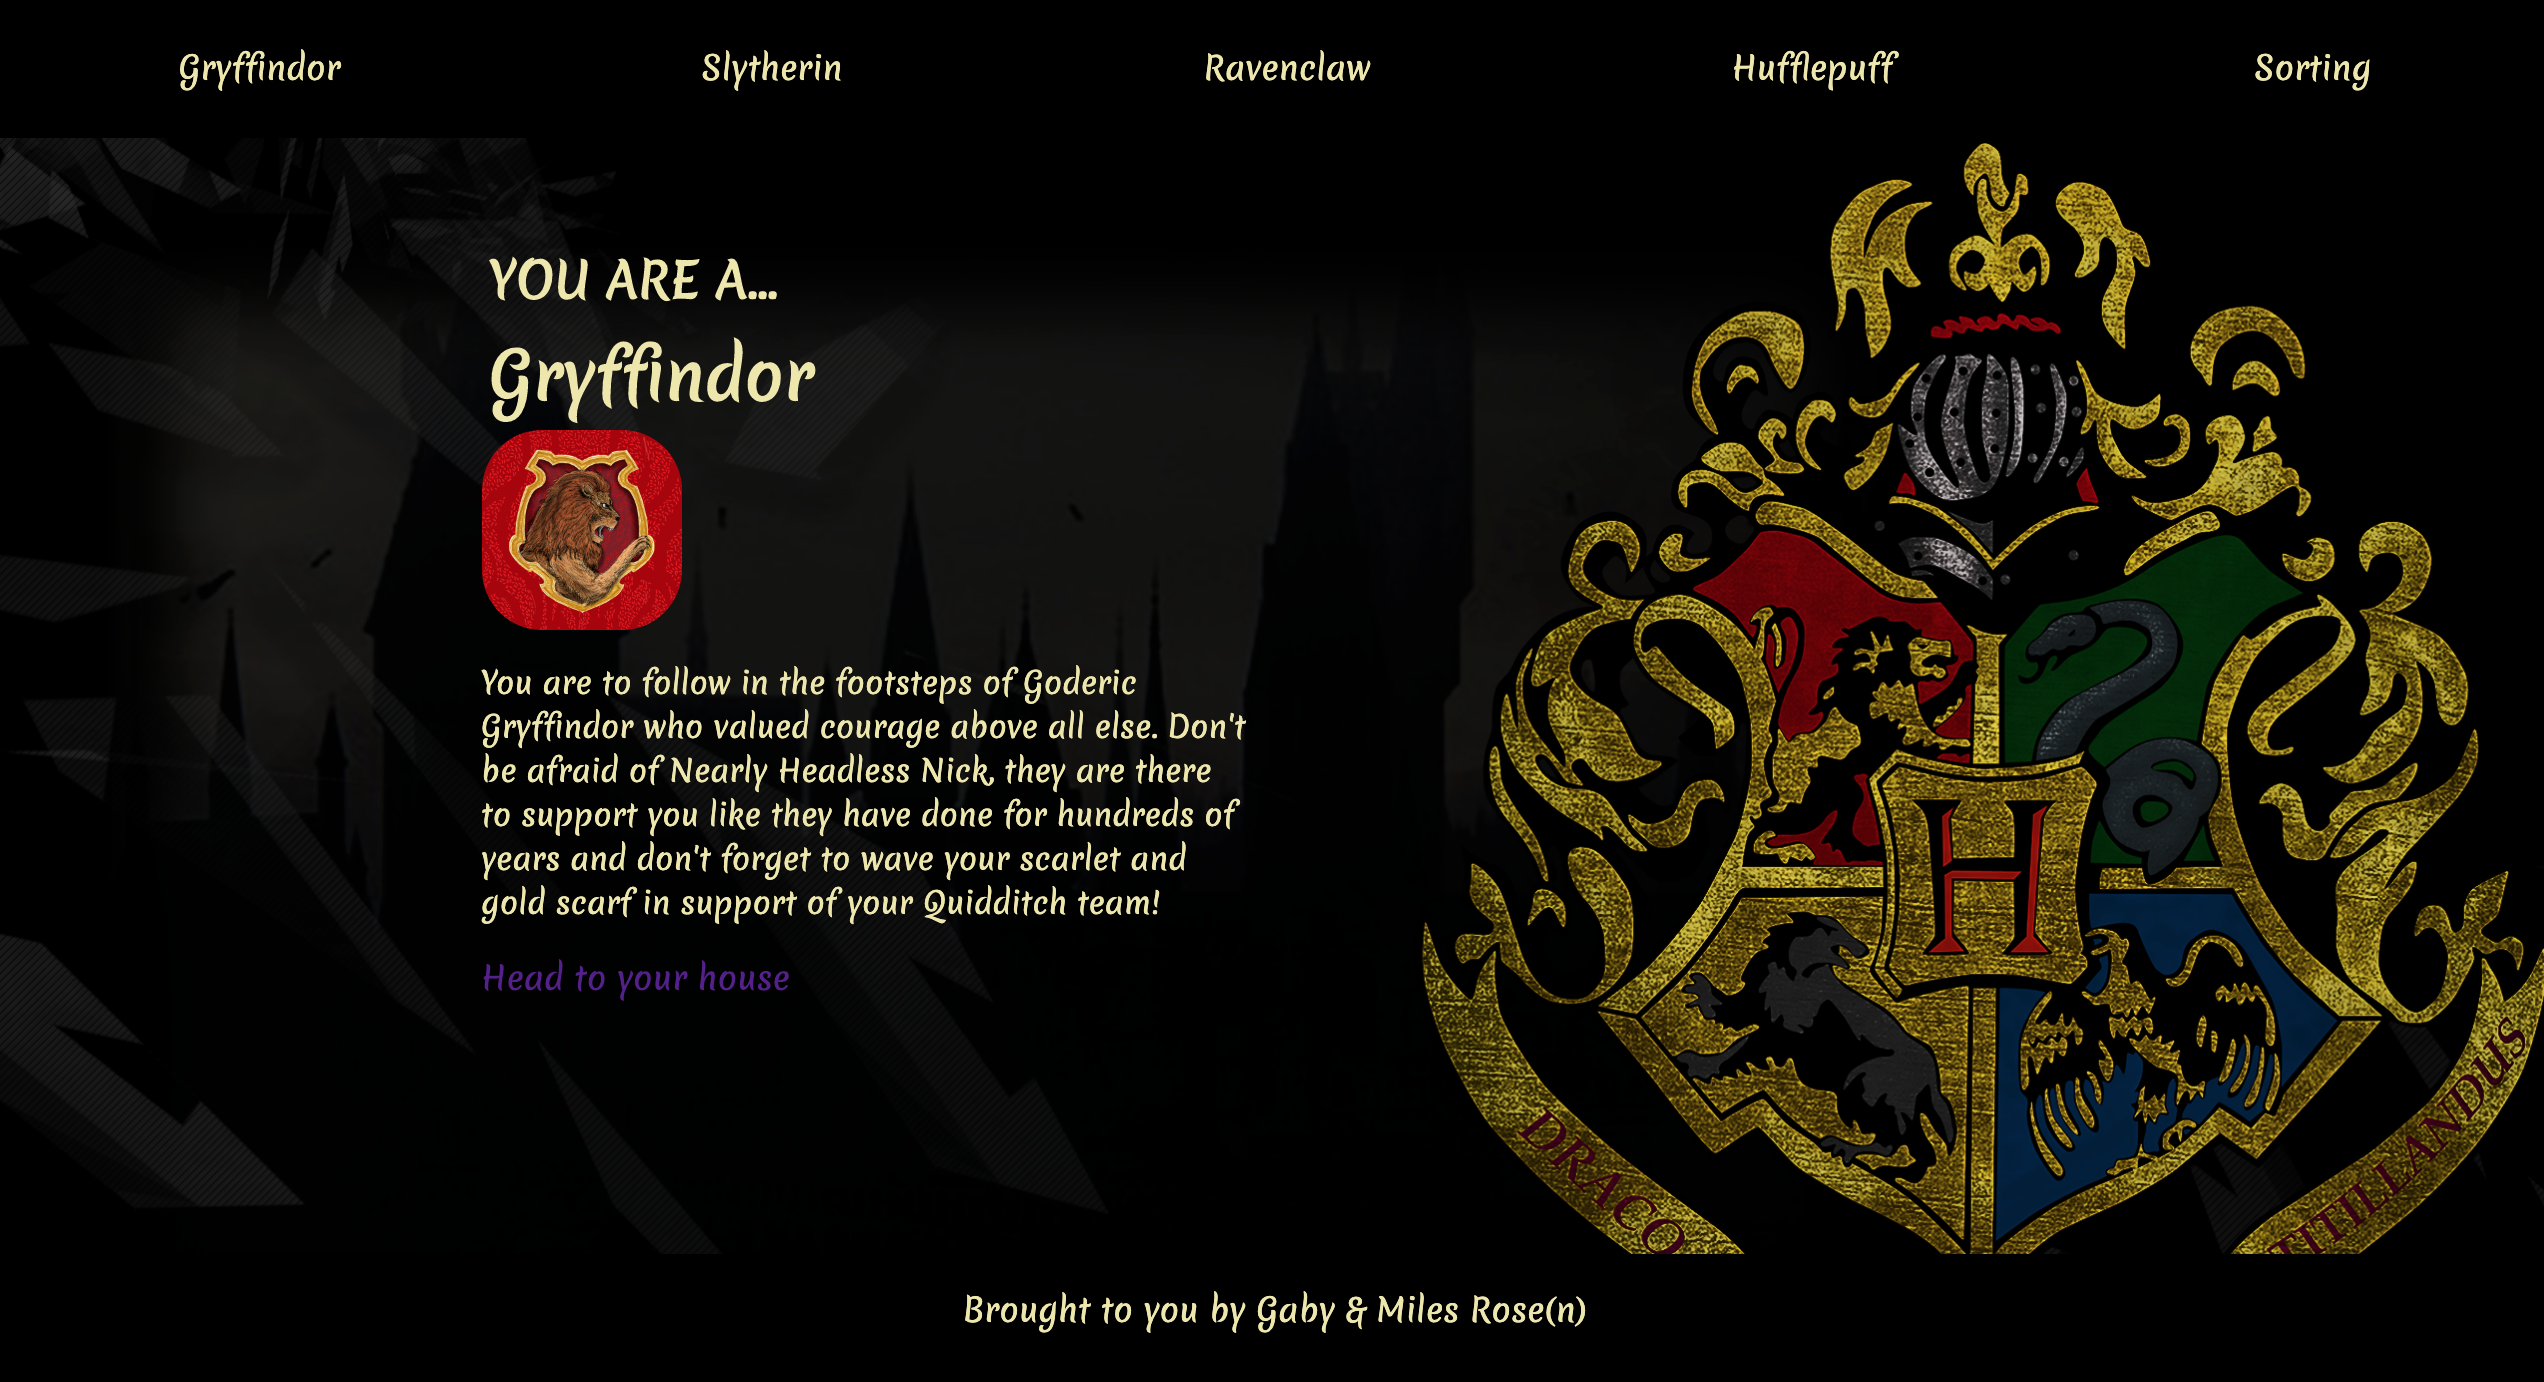 Gryffindor Slytherin Ravenclaw Hufflepuff Sorting
YOU ARE A...
Gryffindor
You are to follow in the footsteps of Goderic
Gryffindor who valued courage above all else. Don't
be afraid of Nearly Headless Nick, they are there
to support you like they have done for hundreds of
years and don't forget to wave your scarlet and
gold scarf in support of your Quidditch team!
Head to your house
H
DRACO
TITILLANDUS
Brought to you by Gaby & Miles Rose(n)